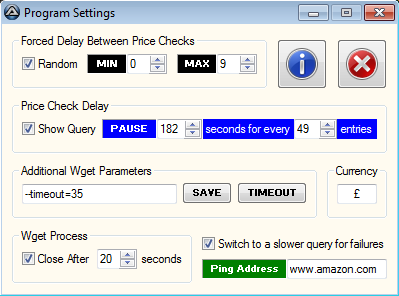 Program Settings
Forced Delay Between Price Checks
Random MIN 0 MAX 9
Price Check Delay
Show Query PAUSE 182 seconds for every 49 entries
Additional Wget Parameters
--timeout=35 SAVE TIMEOUT
Currency
£
Wget Process
Close After 20 seconds
Switch to a slower query for failures
Ping Address www.amazon.com